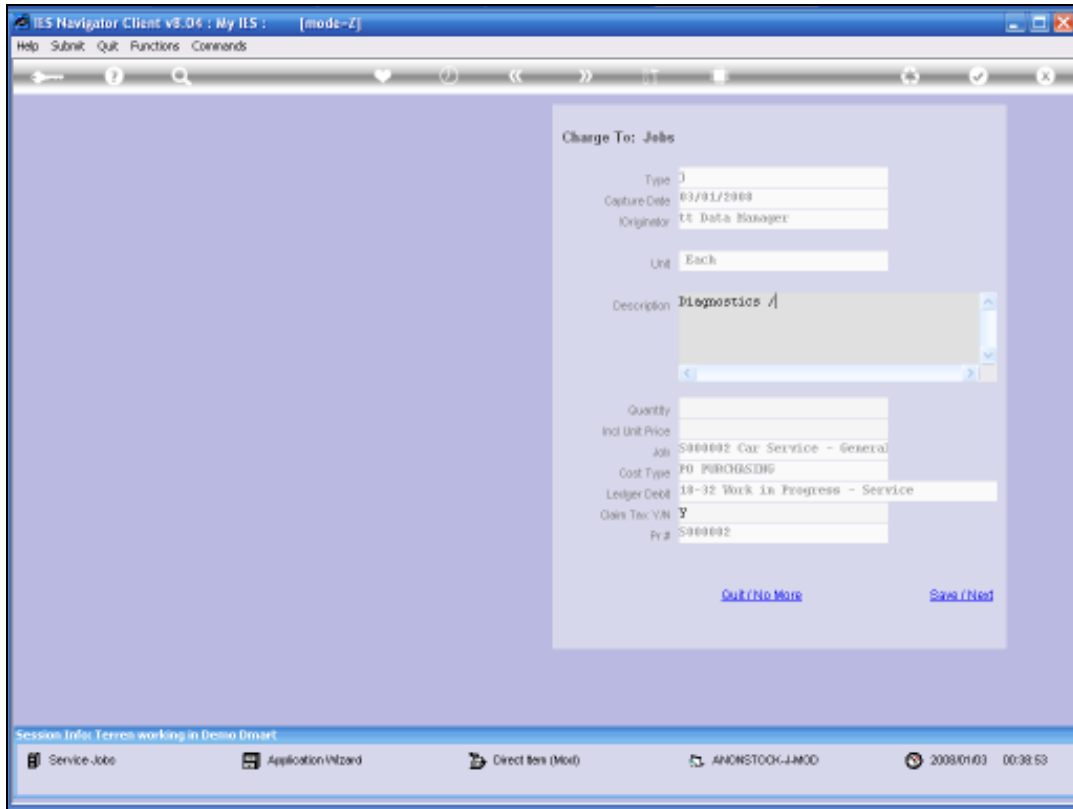 IES Navigator Client v8.04 : My IES : [mode=Z]
Help Submit Quit Functions Commands
Charge To: Jobs
Type J
Capture Date 03/01/2008
!Originator tt Data Manager
Unit Each
Description Diagnostics /
Quantity
Incl Unit Price
Job S000002 Car Service - General
Cost Type PO PURCHASING
Ledger Debit 18-32 Work in Progress - Service
Claim Tax Y/N Y
Pr # S000002
Quit / No More Save / Next
Session Info: Terren working in Demo Dmart
Service Jobs Application Wizard Direct Item (Mod) ANONSTOCK-J-MOD 2008/01/03 00:38:53